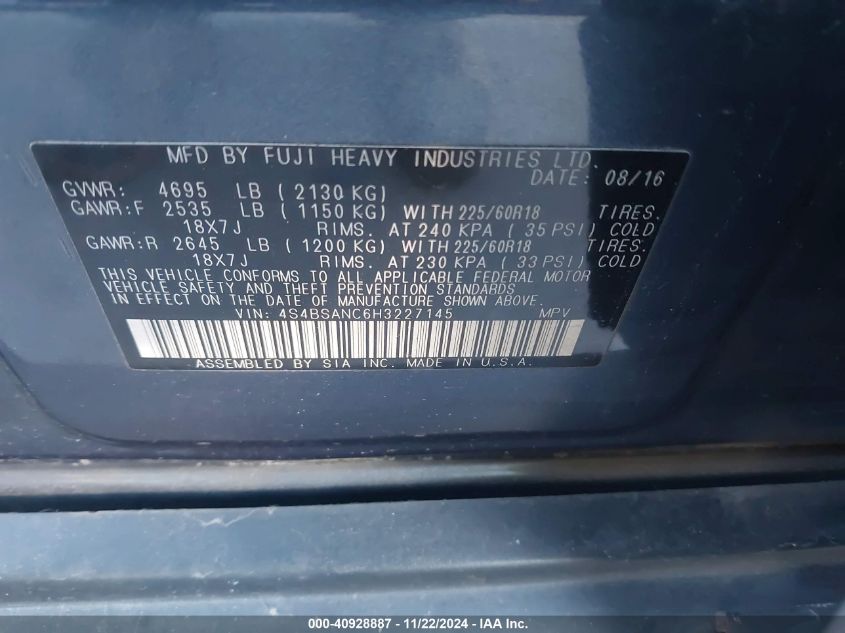 MFD BY FUJI HEAVY INDUSTRIES LTD.
DATE: 08/16
GVWR: 4695 LB ( 2130 KG)
GAWR:F 2535 LB ( 1150 KG) WITH 225/60R18 TIRES.
18X7J RIMS. AT 240 KPA ( 35 PSI) COLD
GAWR:R 2645 LB ( 1200 KG) WITH 225/60R18 TIRES.
18X7J RIMS. AT 230 KPA ( 33 PSI) COLD
THIS VEHICLE CONFORMS TO ALL APPLICABLE FEDERAL MOTOR
VEHICLE SAFETY AND THEFT PREVENTION STANDARDS
IN EFFECT ON THE DATE OF MANUFACTURE SHOWN ABOVE.
VIN: 4S4BSANC6H3227145 MPV
ASSEMBLED BY SIA INC. MADE IN U.S.A.
000-40928887 - 11/22/2024 - IAA Inc.